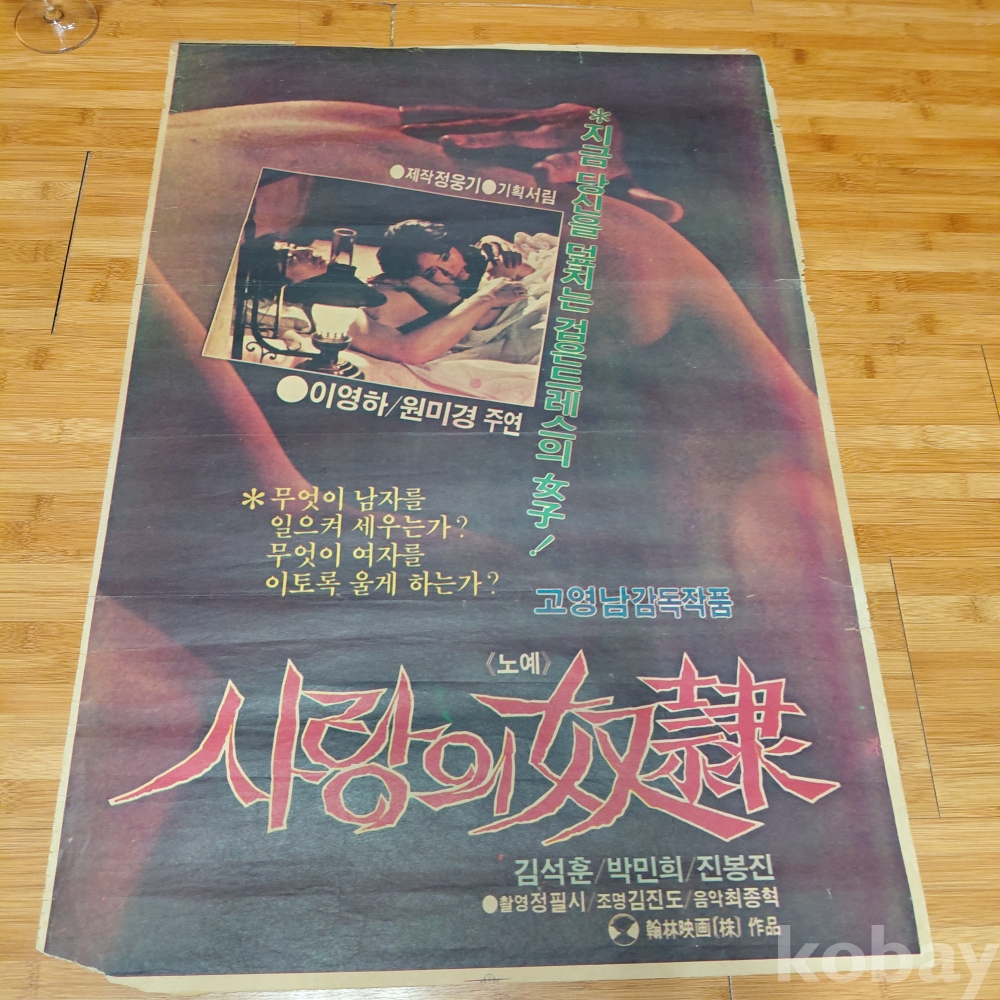 ●제작정웅기●기획서림
*지금 당신을 덮치는 검은드레스의 女子!
●이영하/원미경 주연
*무엇이 남자를
일으켜 세우는가?
무엇이 여자를
이토록 울게 하는가?
고영남감독작품
《노예》
사랑의 奴隷
김석훈/박민희/진봉진
●촬영정필시/조명김진도/음악최종혁
翰林映画(株) 作品
kobay